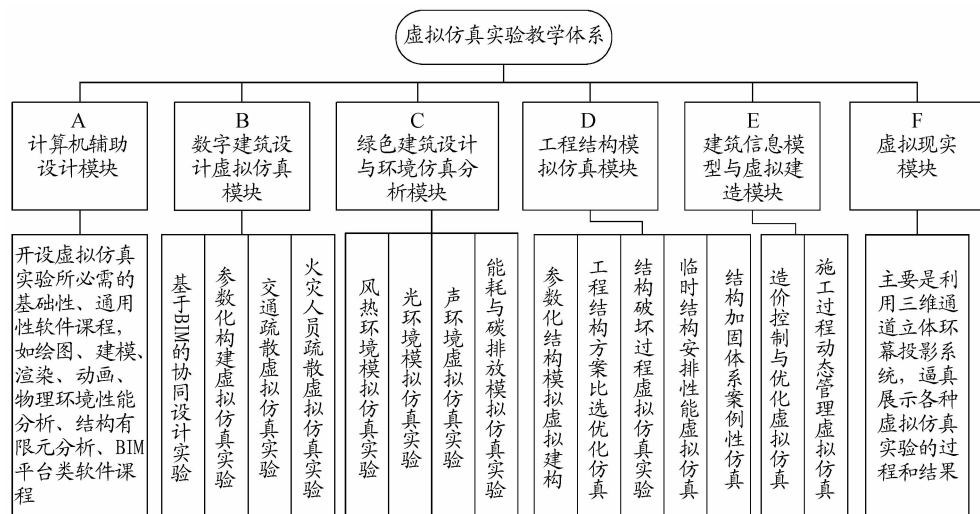 虚拟仿真实验教学体系
A
计算机辅助
设计模块
B
数字建筑设
计虚拟仿真
模块
C
绿色建筑设计
与环境仿真分
析模块
D
工程结构模
拟仿真模块
E
建筑信息模
型与虚拟建
造模块
F
虚拟现实
模块
开设虚拟仿真
实验所必需的
基础性、通用
性软件课程,
如绘图、建模、
渲染、动画、
物理环境性能
分析、结构有
限元分析、BIM
平台类软件课
程
基于BIM的协同设计实验
参数化构建虚拟仿真实验
交通疏散虚拟仿真实验
火灾人员疏散虚拟仿真实验
风热环境模拟仿真实验
光环境模拟仿真实验
声环境虚拟仿真实验
能耗与碳排放模拟仿真实验
参数化结构模拟虚拟建构
工程结构方案比选优化仿真
结构破坏过程虚拟仿真实验
临时结构安排性能虚拟仿真
结构加固体系案例性仿真
造价控制与优化虚拟仿真
施工过程动态管理虚拟仿真
主要是利
用三维通
道立体环
幕投影系
统，逼真
展示各种
虚拟仿真
实验的过
程和结果